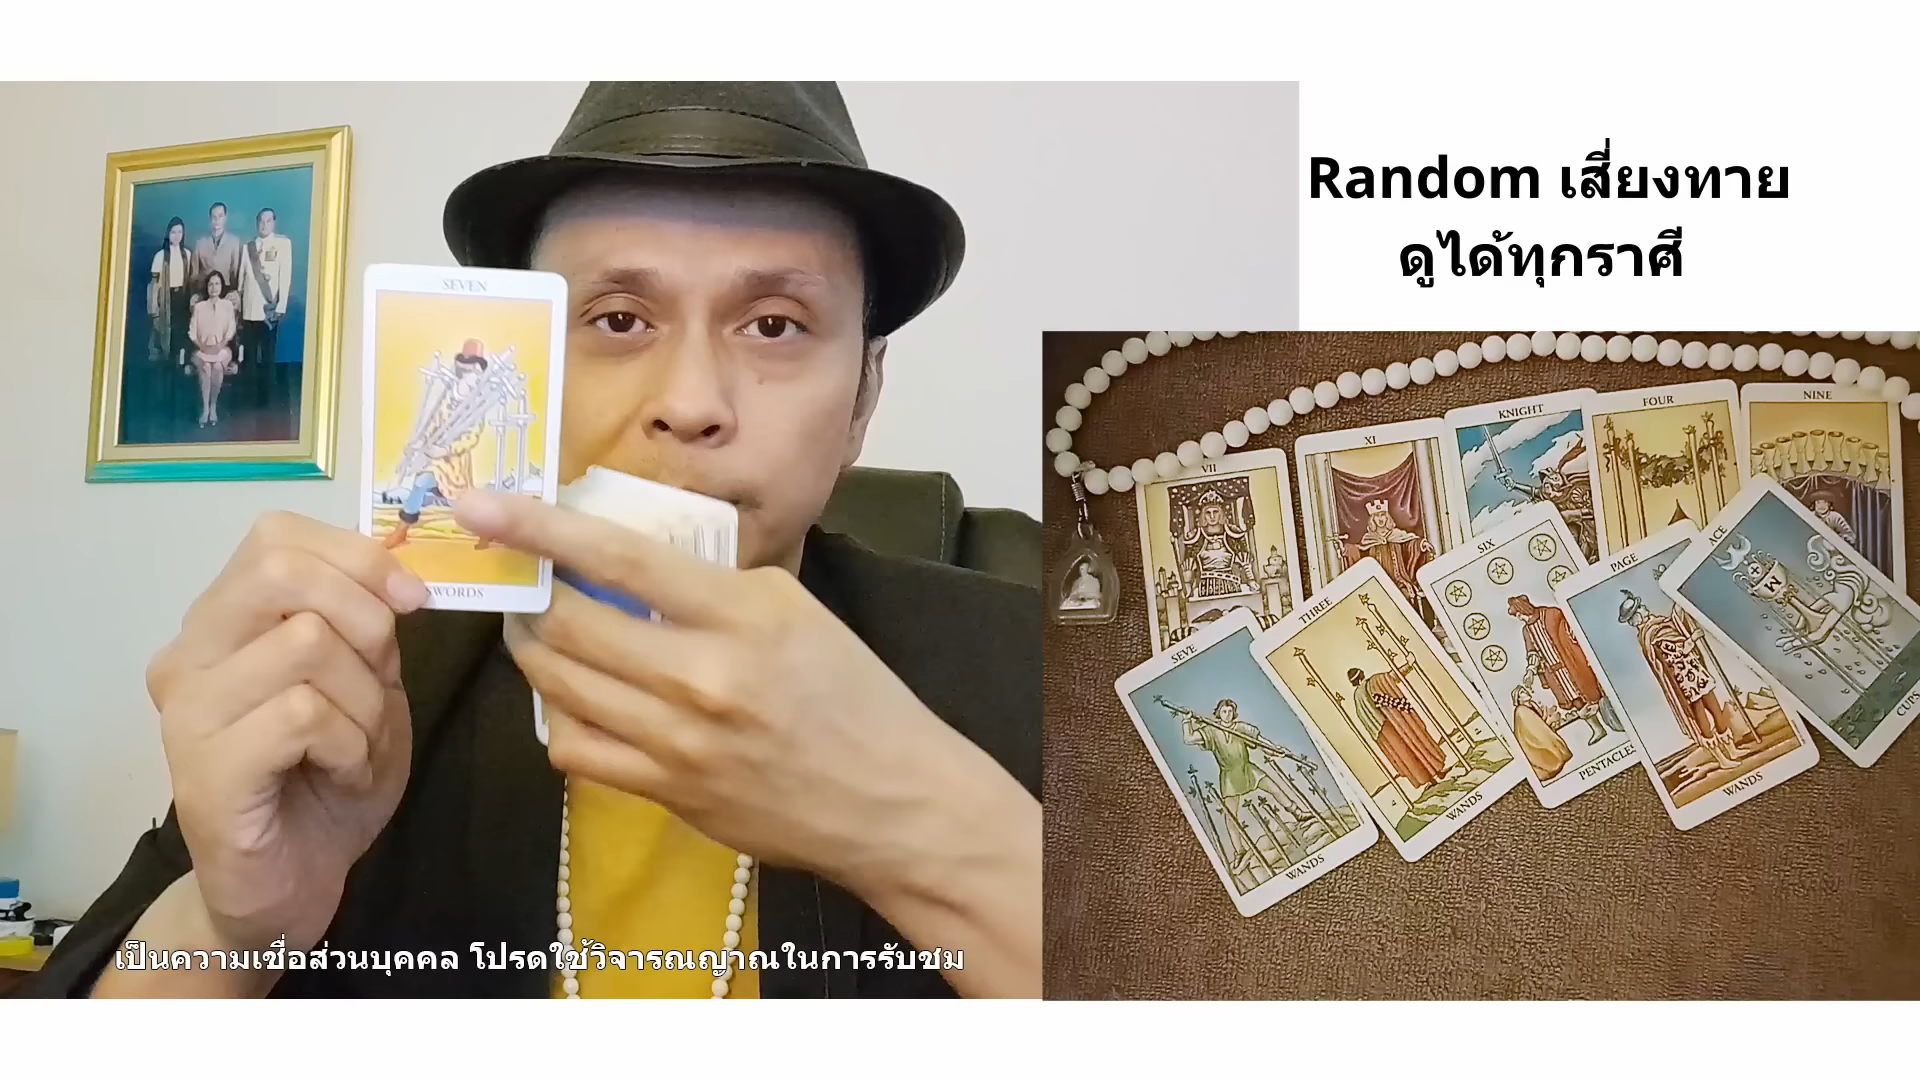 Random เสี่ยงทาย
ดูได้ทุกราศี
SEVEN
SWORDS
VII
XI
KNIGHT
FOUR
NINE
SEVE
WANDS
THREE
WANDS
SIX
PENTACLES
PAGE
WANDS
ACE
CUPS
เป็นความเชื่อส่วนบุคคล โปรดใช้วิจารณญาณในการรับชม